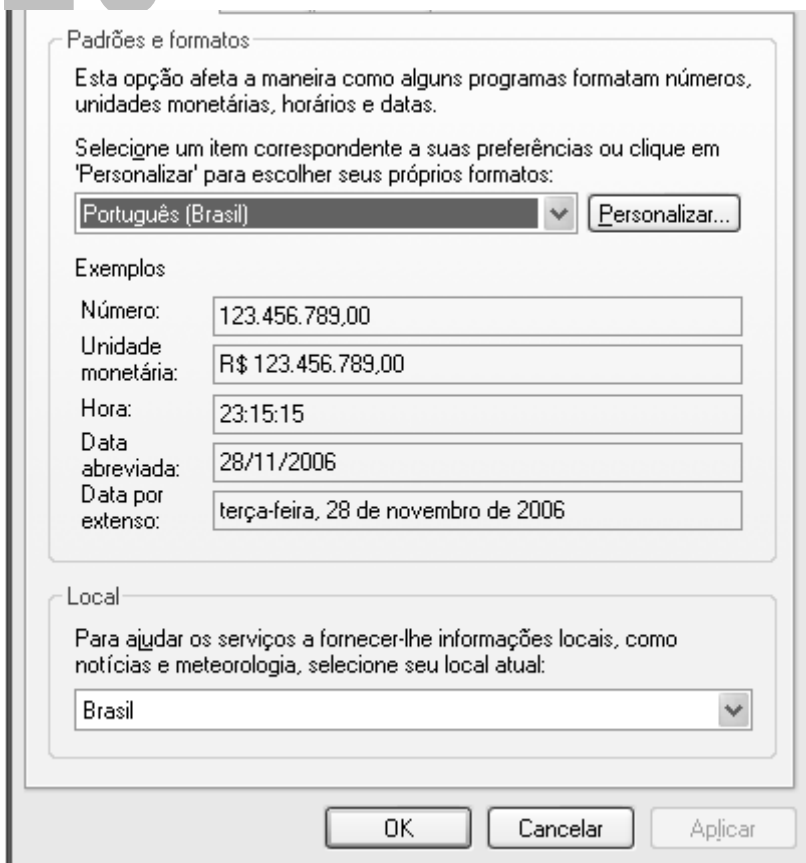 Padrões e formatos
Esta opção afeta a maneira como alguns programas formatam números,
unidades monetárias, horários e datas.
Selecione um item correspondente a suas preferências ou clique em
'Personalizar' para escolher seus próprios formatos:
Português (Brasil)
Personalizar...
Exemplos
Número:
123.456.789,00
Unidade
monetária:
R$ 123.456.789,00
Hora:
23:15:15
Data
abreviada:
28/11/2006
Data por
extenso:
terça-feira, 28 de novembro de 2006
Local
Para ajudar os serviços a fornecer-lhe informações locais, como
notícias e meteorologia, selecione seu local atual:
Brasil
OK
Cancelar
Aplicar